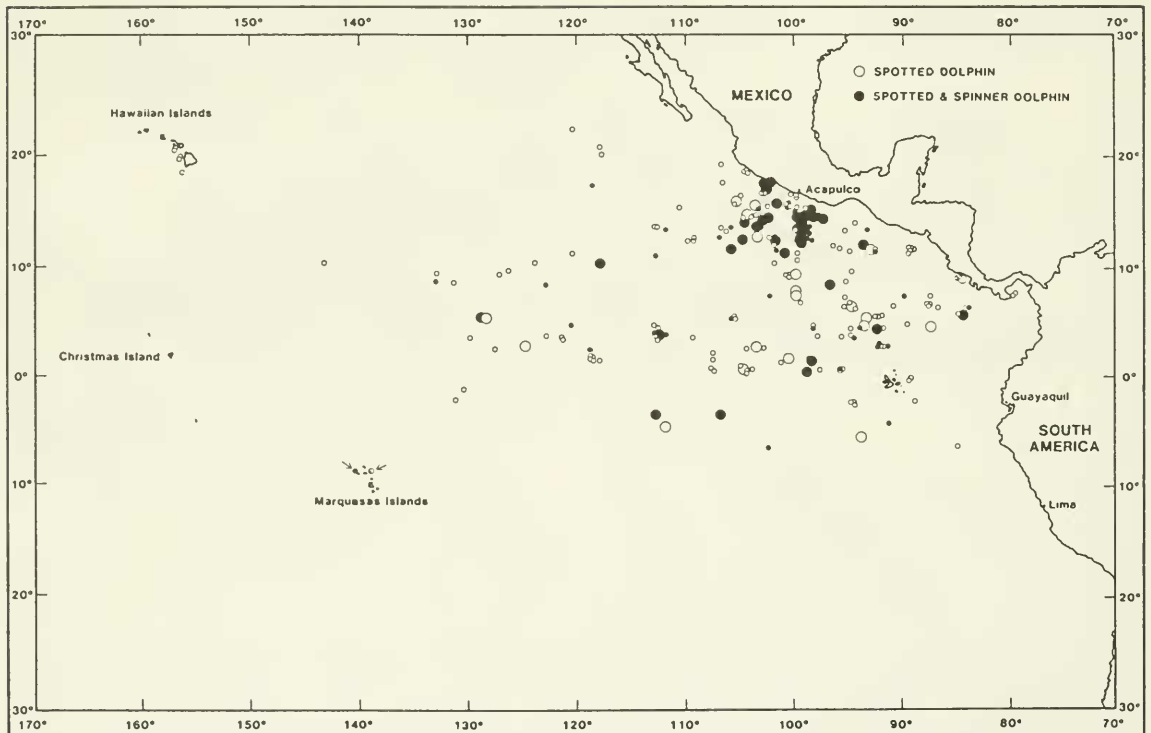 170° 160° 150° 140° 130° 120° 110° 100° 90° 80° 70°
30° 30°
SPOTTED DOLPHIN
MEXICO
SPOTTED & SPINNER DOLPHIN
Hawaiian Islands
20° 20°
Acapulco
10° 10°
Christmas Island
0° 0°
Guayaquil
SOUTH
AMERICA
10° 10°
Marquesas Islands
Lima
20° 20°
30° 30°
170° 160° 150° 140° 130° 120° 110° 100° 90° 80° 70°